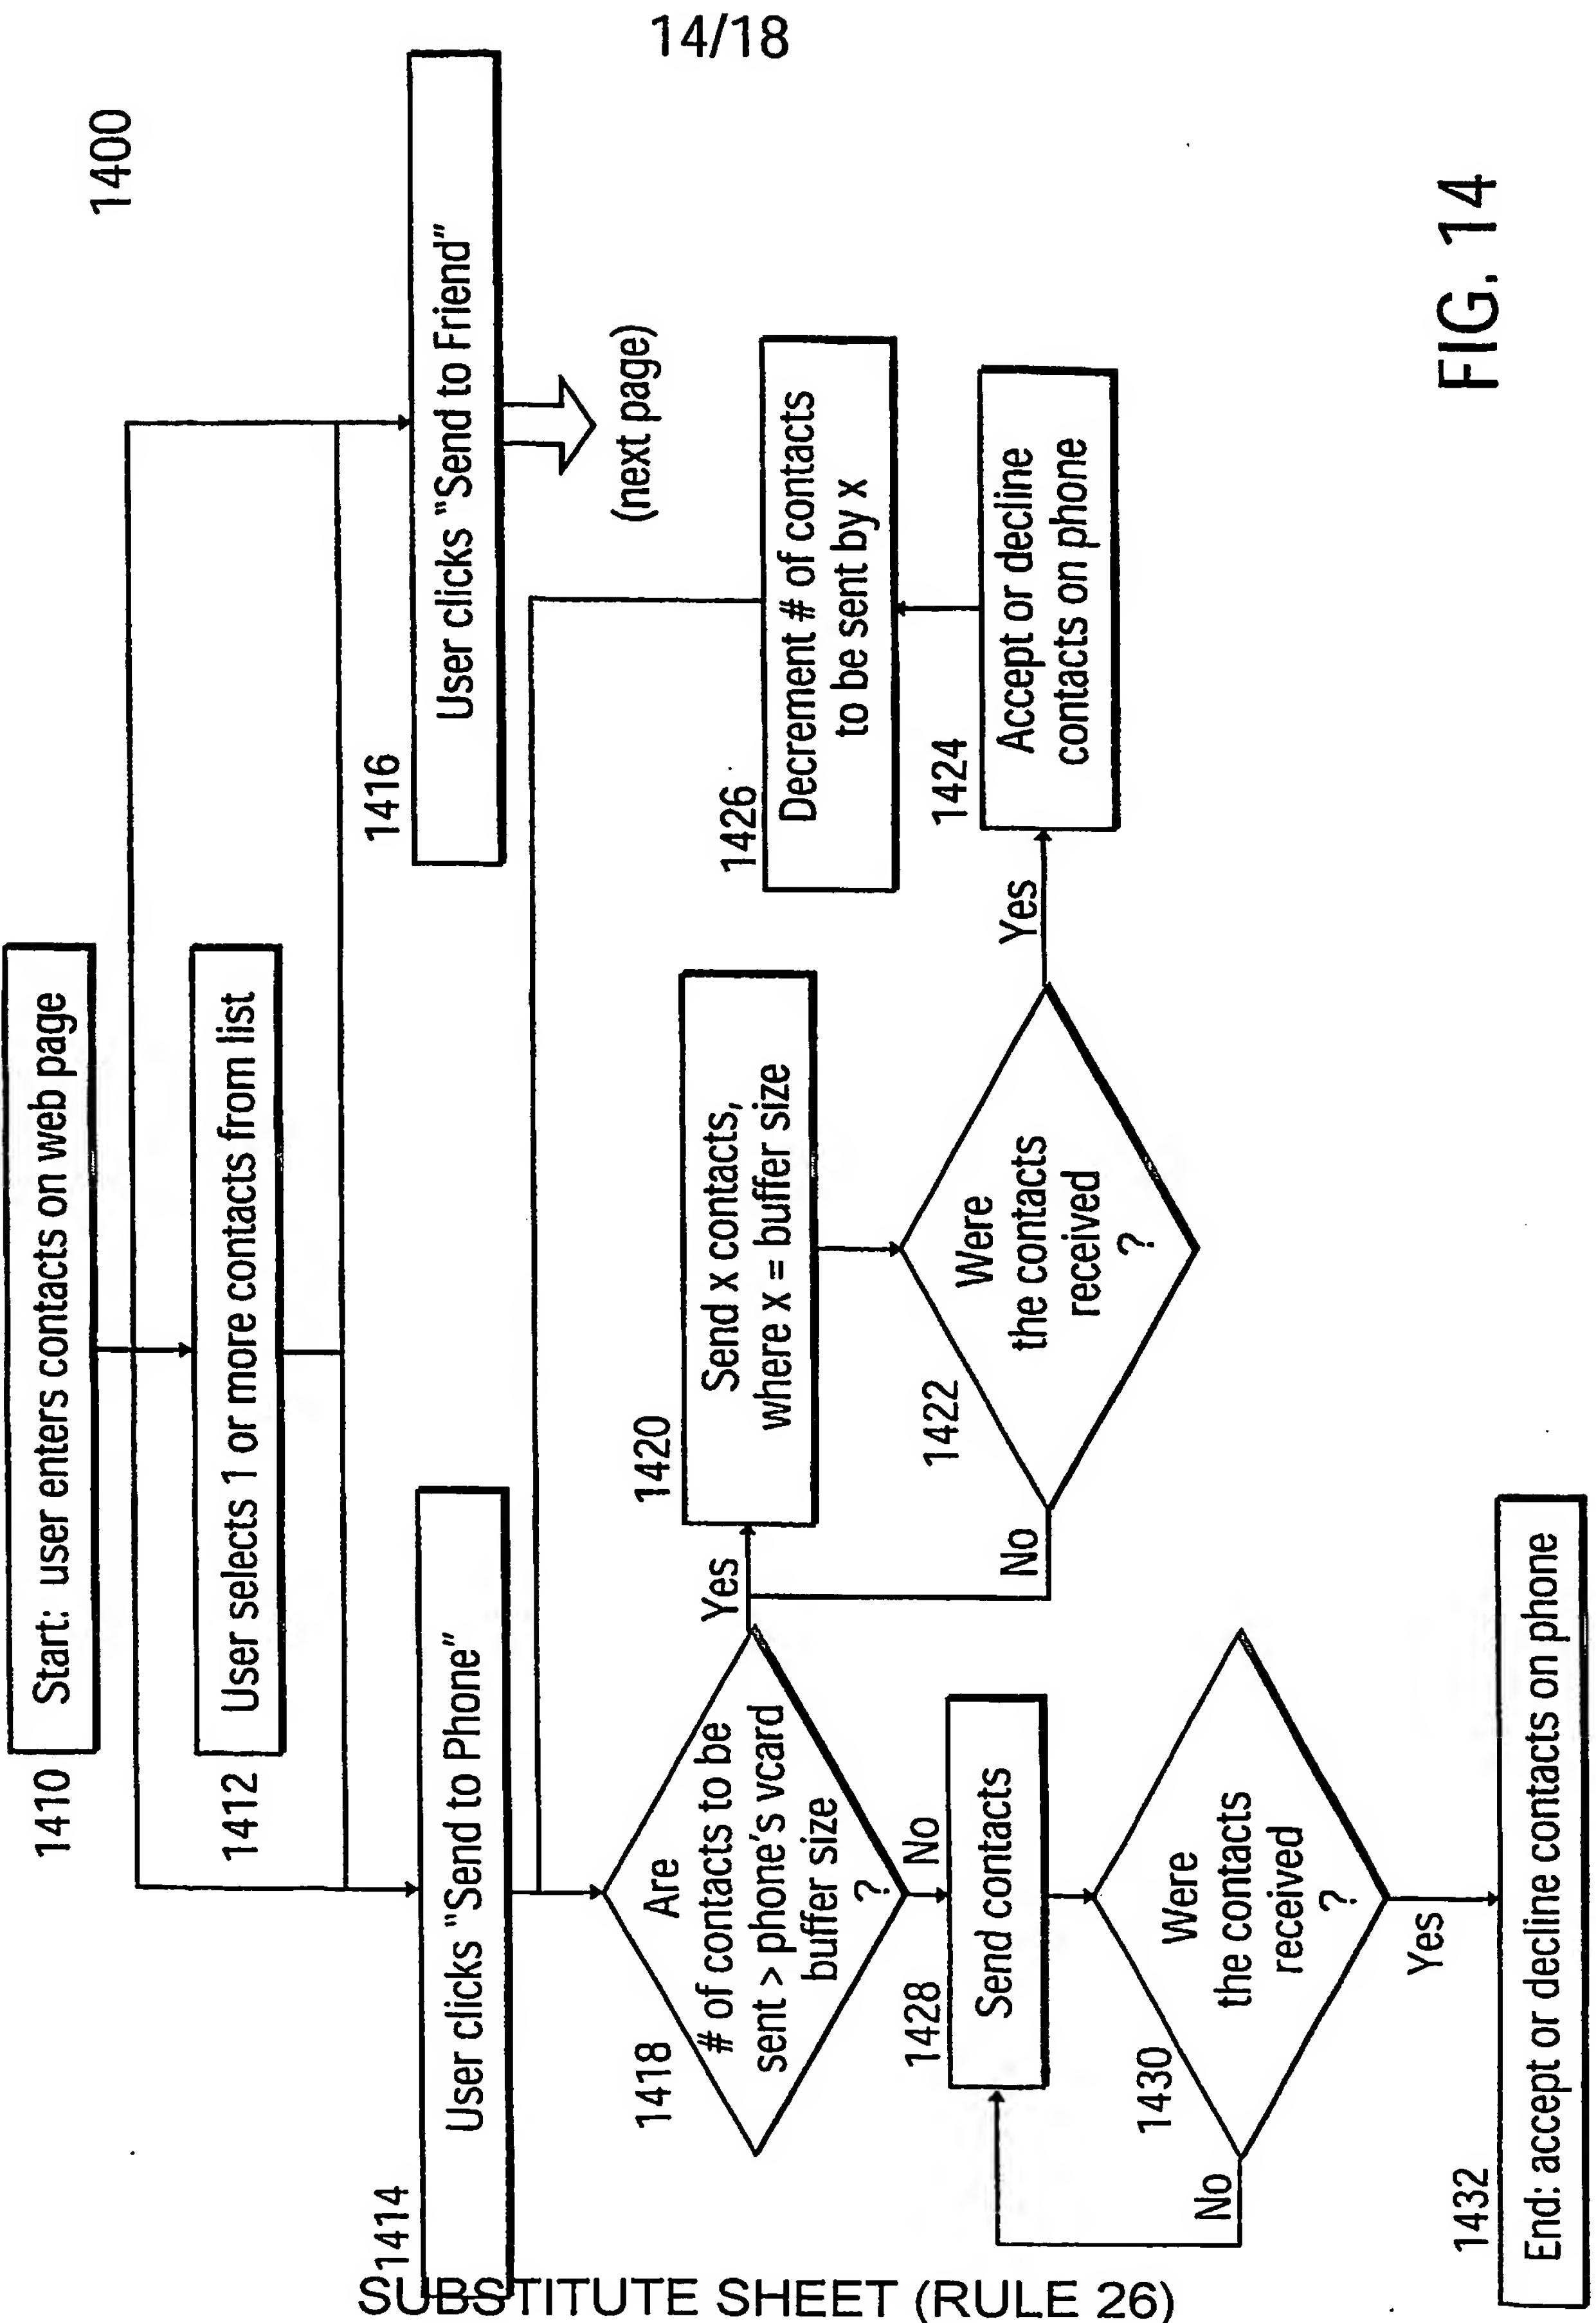 14/18
1400
1410
Start: user enters contacts on web page
1412
User selects 1 or more contacts from list
1414
User clicks "Send to Phone"
1416
User clicks "Send to Friend"
(next page)
1418
Are
# of contacts to be
sent > phone's vcard
buffer size
?
Yes
No
1420
Send x contacts,
where x = buffer size
1422
Were
the contacts
received
?
No
Yes
1424
Accept or decline
contacts on phone
1426
Decrement # of contacts
to be sent by x
1428
Send contacts
1430
Were
the contacts
received
?
No
Yes
1432
End: accept or decline contacts on phone
FIG. 14
SUBSTITUTE SHEET (RULE 26)